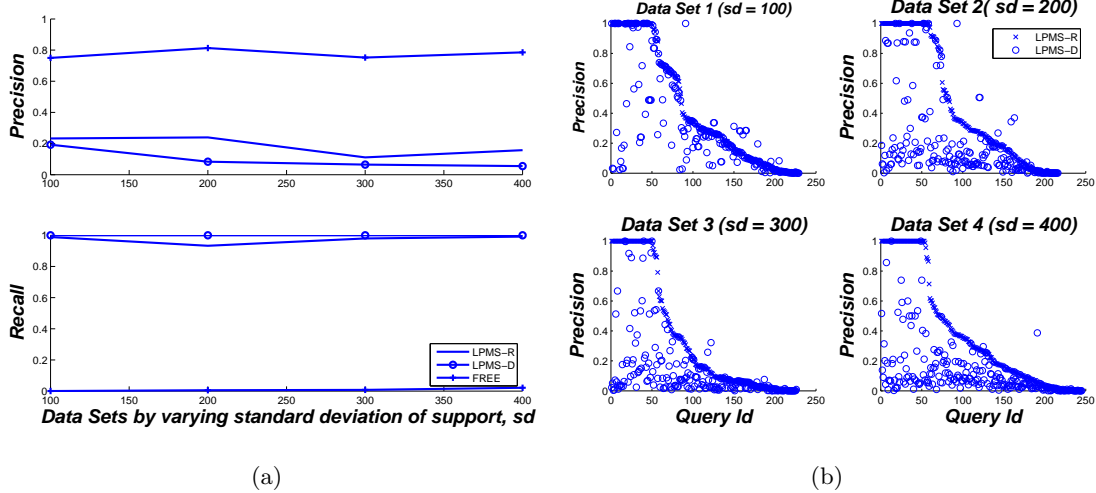 1
0.8
0.6
0.4
0.2
0
100 150 200 250 300 350 400
Precision
1
0.8
0.6
0.4
0.2
0
100 150 200 250 300 350 400
Recall
LPMS-R
LPMS-D
FREE
Data Sets by varying standard deviation of support, sd
(a)
Data Set 1 (sd = 100)
1
0.8
0.6
0.4
0.2
0
0 50 100 150 200 250
Precision
Data Set 2( sd = 200)
LPMS-R
LPMS-D
1
0.8
0.6
0.4
0.2
0
0 50 100 150 200 250
Precision
Data Set 3 (sd = 300)
1
0.8
0.6
0.4
0.2
0
0 50 100 150 200 250
Precision
Query Id
Data Set 4 (sd = 400)
1
0.8
0.6
0.4
0.2
0
0 50 100 150 200 250
Precision
Query Id
(b)